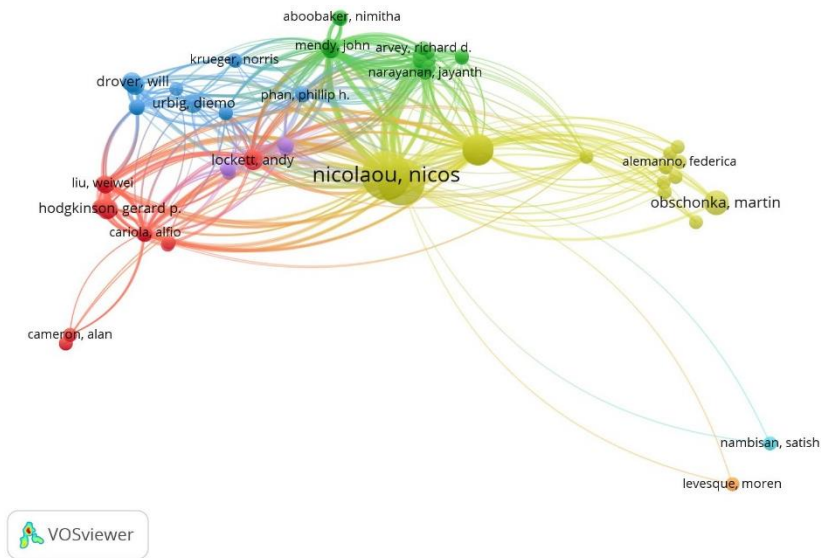 aboobaker, nimitha
mendy, john
arvey, richard d.
krueger, norris
narayanan, jayanth
drover, will
phan, phillip h.
urbig, diemo
lockett, andy
alemanno, federica
nicolaou, nicos
liu, weiwei
obschonka, martin
hodgkinson, gerard p.
cariola, alfio
cameron, alan
nambisan, satish
levesque, moren
VOSviewer